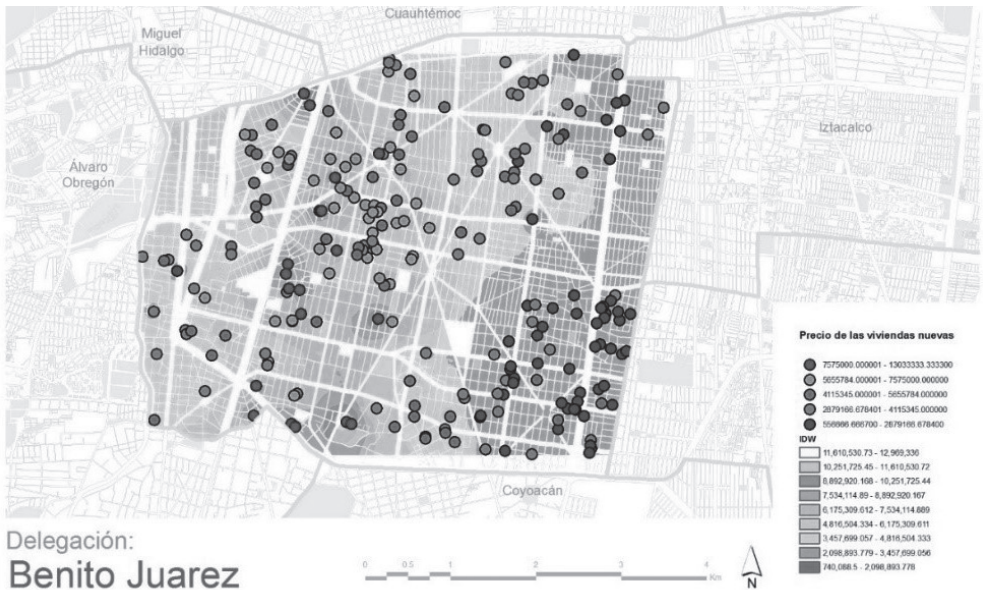 Cuauhtémoc
Miguel
Hidalgo
Iztacalco
Álvaro
Obregón
Coyoacán
Precio de las viviendas nuevas
7575000.000001 - 13033333.333300
5655784.000001 - 7575000.000000
4115345.000001 - 5655784.000000
2879166.678401 - 4115345.000000
556666.666700 - 2879166.678400
IDW
11,610,530.73 - 12,969,336
10,251,725.45 - 11,610,530.72
8,892,920.168 - 10,251,725.44
7,534,114.89 - 8,892,920.167
6,175,309.612 - 7,534,114.889
4,816,504.334 - 6,175,309.611
3,457,699.057 - 4,816,504.333
2,098,893.779 - 3,457,699.056
740,088.5 - 2,098,893.778
Delegación:
Benito Juarez
0 0.5 1 2 3 4
Km
N